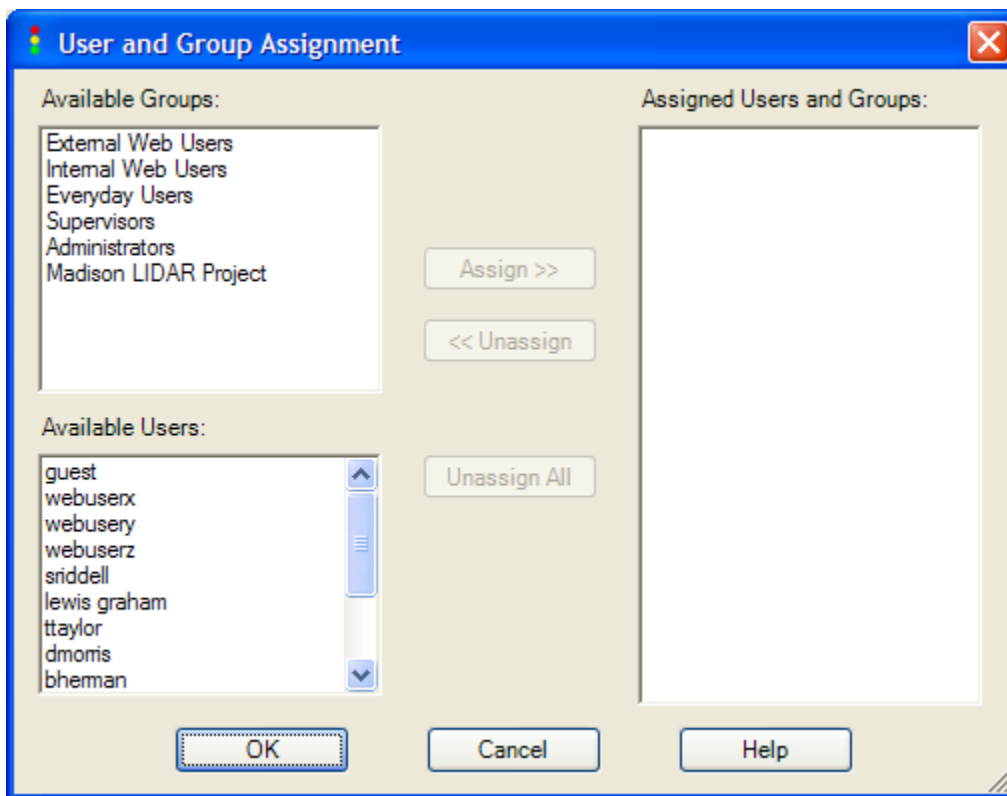 User and Group Assignment
Available Groups:
External Web Users
Internal Web Users
Everyday Users
Supervisors
Administrators
Madison LIDAR Project
Assign >>
<< Unassign
Available Users:
guest
webuserx
webusery
webuserz
sriddell
lewis graham
ttaylor
dmorris
bherman
Unassign All
Assigned Users and Groups:
OK
Cancel
Help